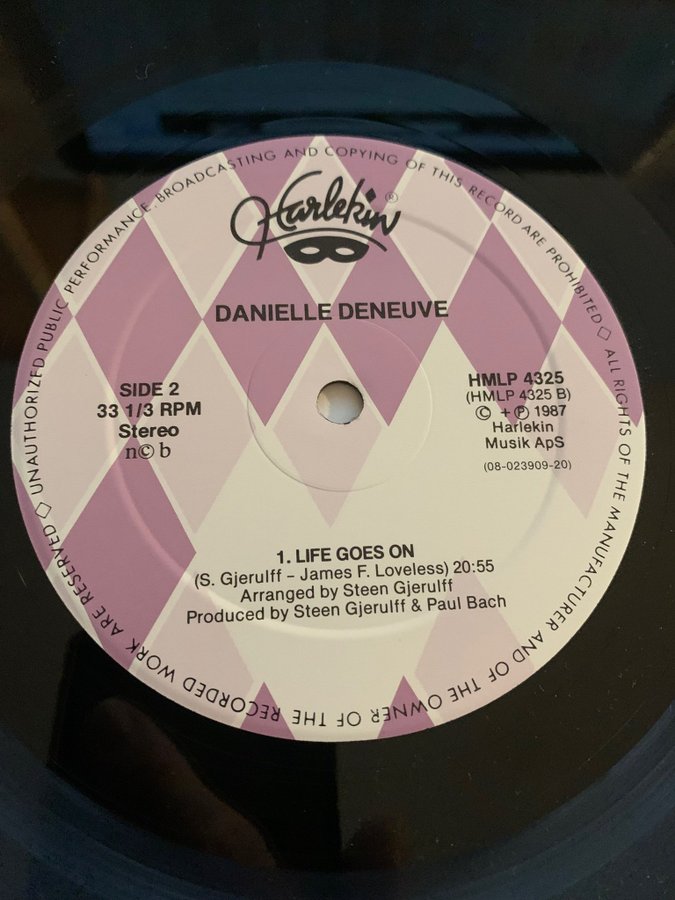 Harlekin ®
DANIELLE DENEUVE
SIDE 2
33 1/3 RPM
Stereo
n©b
HMLP 4325
(HMLP 4325 B)
© + ℗ 1987
Harlekin
Musik ApS
(08-023909-20)
1. LIFE GOES ON
(S. Gjerulff – James F. Loveless) 20:55
Arranged by Steen Gjerulff
Produced by Steen Gjerulff & Paul Bach
◇ UNAUTHORIZED PUBLIC PERFORMANCE, BROADCASTING AND COPYING OF THIS RECORD ARE PROHIBITED ◇ ALL RIGHTS OF THE MANUFACTURER AND OF THE OWNER OF THE RECORDED WORK ARE RESERVED